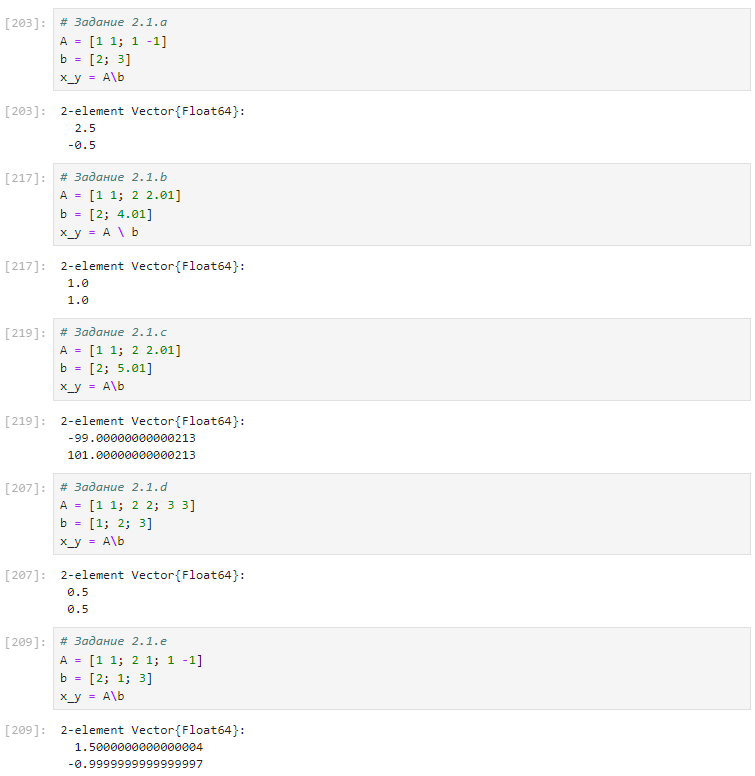 [203]: # Задание 2.1.a
A = [1 1; 1 -1]
b = [2; 3]
x_y = A\b
[203]: 2-element Vector{Float64}:
2.5
-0.5
[217]: # Задание 2.1.b
A = [1 1; 2 2.01]
b = [2; 4.01]
x_y = A \ b
[217]: 2-element Vector{Float64}:
1.0
1.0
[219]: # Задание 2.1.c
A = [1 1; 2 2.01]
b = [2; 5.01]
x_y = A\b
[219]: 2-element Vector{Float64}:
-99.00000000000213
101.00000000000213
[207]: # Задание 2.1.d
A = [1 1; 2 2; 3 3]
b = [1; 2; 3]
x_y = A\b
[207]: 2-element Vector{Float64}:
0.5
0.5
[209]: # Задание 2.1.e
A = [1 1; 2 1; 1 -1]
b = [2; 1; 3]
x_y = A\b
[209]: 2-element Vector{Float64}:
1.5000000000000004
-0.9999999999999997